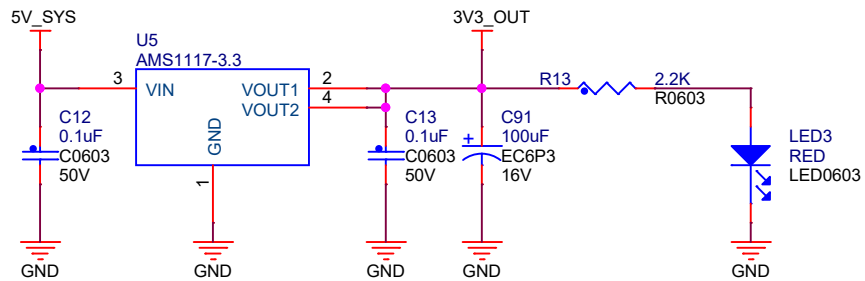 5V_SYS
3V3_OUT
U5
AMS1117-3.3
3
VIN
VOUT1
2
VOUT2
4
GND
1
C12
0.1uF
C0603
50V
C13
0.1uF
C0603
50V
C91
100uF
EC6P3
16V
+
R13
2.2K
R0603
LED3
RED
LED0603
GND
GND
GND
GND
GND